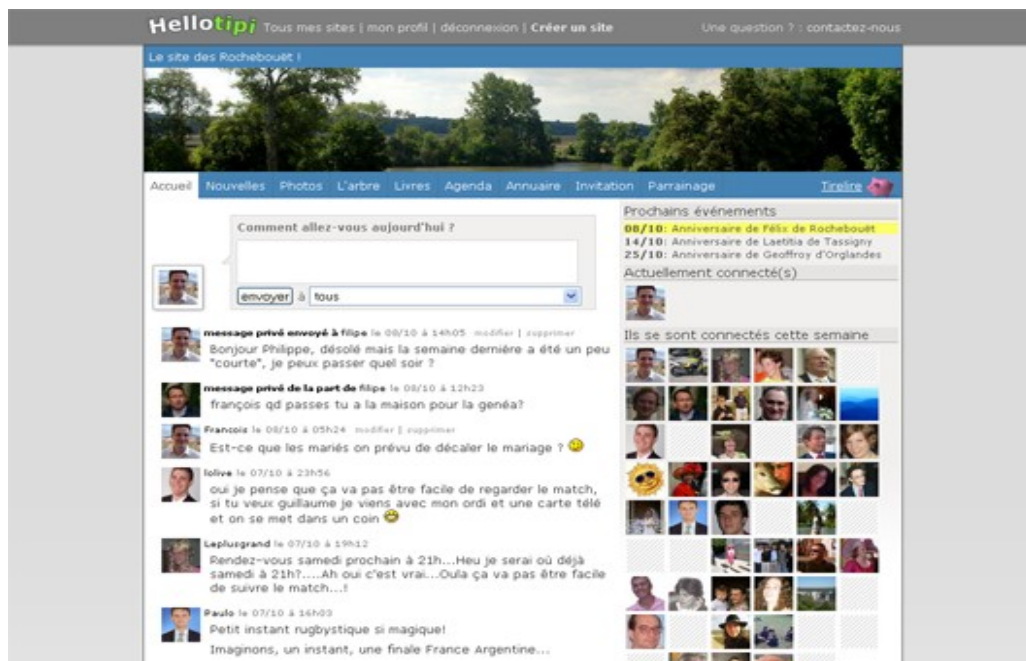 Hellotipi Tous mes sites | mon profil | déconnexion | Créer un site Une question ? : contactez-nous
Le site des Rochebouët !
Accueil Nouvelles Photos L'arbre Livres Agenda Annuaire Invitation Parrainage Tirelire
Comment allez-vous aujourd'hui ?
envoyer à tous
message privé envoyé à filipe le 08/10 à 14h05 modifier | supprimer
Bonjour Philippe, désolé mais la semaine dernière a été un peu
"courte", je peux passer quel soir ?
message privé de la part de filipe le 08/10 à 12h23
françois qd passes tu a la maison pour la genéa?
Francois le 08/10 à 05h24 modifier | supprimer
Est-ce que les mariés on prévu de décaler le mariage ?
lolive le 07/10 à 23h56
oui je pense que ça va pas être facile de regarder le match,
si tu veux guillaume je viens avec mon ordi et une carte télé
et on se met dans un coin
Leplusgrand le 07/10 à 19h12
Rendez-vous samedi prochain à 21h...Heu je serai où déjà
samedi à 21h?....Ah oui c'est vrai...Oula ça va pas être facile
de suivre le match...!
Paulo le 07/10 à 16h03
Petit instant rugbystique si magique!
Imaginons, un instant, une finale France Argentine...
Prochains événements
08/10: Anniversaire de Félix de Rochebouët
14/10: Anniversaire de Laetitia de Tassigny
25/10: Anniversaire de Geoffroy d'Orglandes
Actuellement connecté(s)
Ils se sont connectés cette semaine